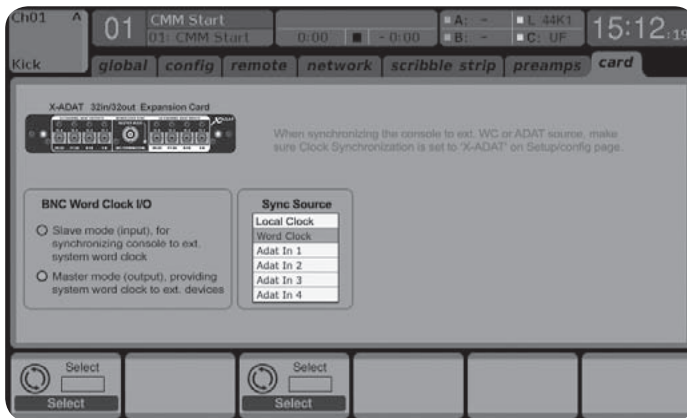 Ch01 A
Kick
01
CMM Start
01: CMM Start
0:00 - 0:00
A: -
B: -
L 44K1
C: UF
15:12:19
global config remote network scribble strip preamps card
X-ADAT 32in/32out Expansion Card
When synchronizing the console to ext. WC or ADAT source, make
sure Clock Synchronization is set to 'X-ADAT' on Setup/config page.
BNC Word Clock I/O
Slave mode (input), for
synchronizing console to ext.
system word clock
Master mode (output), providing
system word clock to ext. devices
Sync Source
Local Clock
Word Clock
Adat In 1
Adat In 2
Adat In 3
Adat In 4
Select
Select
Select
Select